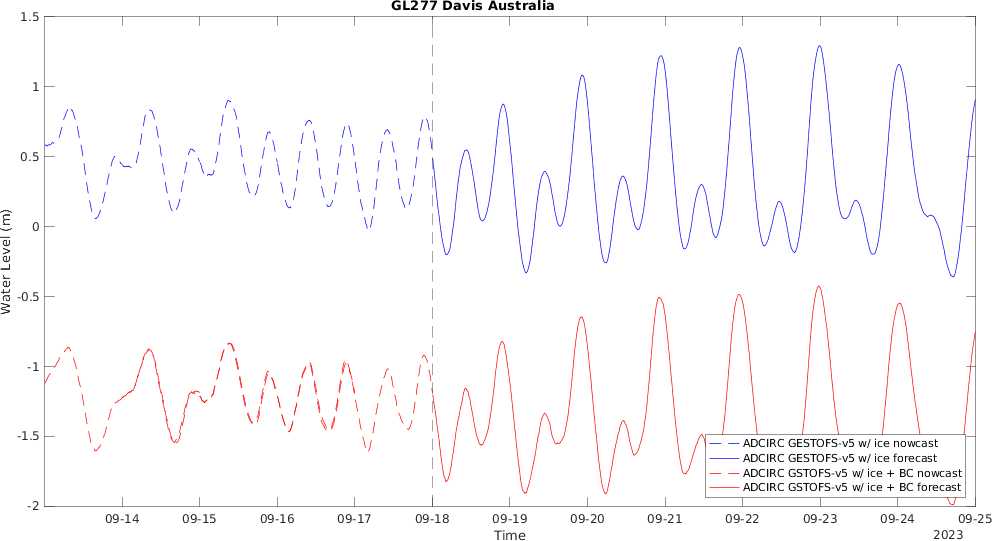 GL277 Davis Australia
1.5
1
0.5
0
-0.5
-1
-1.5
-2
Water Level (m)
ADCIRC GESTOFS-v5 w/ ice nowcast
ADCIRC GESTOFS-v5 w/ ice forecast
ADCIRC GSTOFS-v5 w/ ice + BC nowcast
ADCIRC GSTOFS-v5 w/ ice + BC forecast
09-14 09-15 09-16 09-17 09-18 09-19 09-20 09-21 09-22 09-23 09-24 09-25
Time
2023